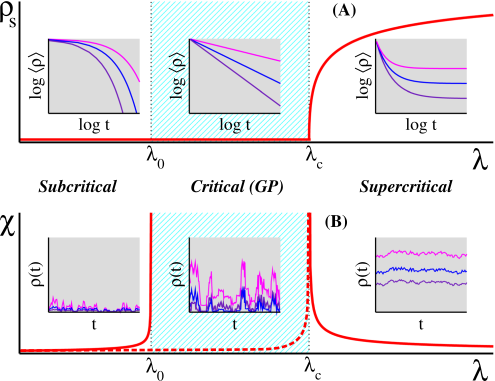 ρs (A)
log ⟨ρ⟩ log ⟨ρ⟩ log ⟨ρ⟩
log t log t log t
λ0 λc λ
Subcritical Critical (GP) Supercritical
χ (B)
ρ(t) ρ(t) ρ(t)
t t t
λ0 λc λ